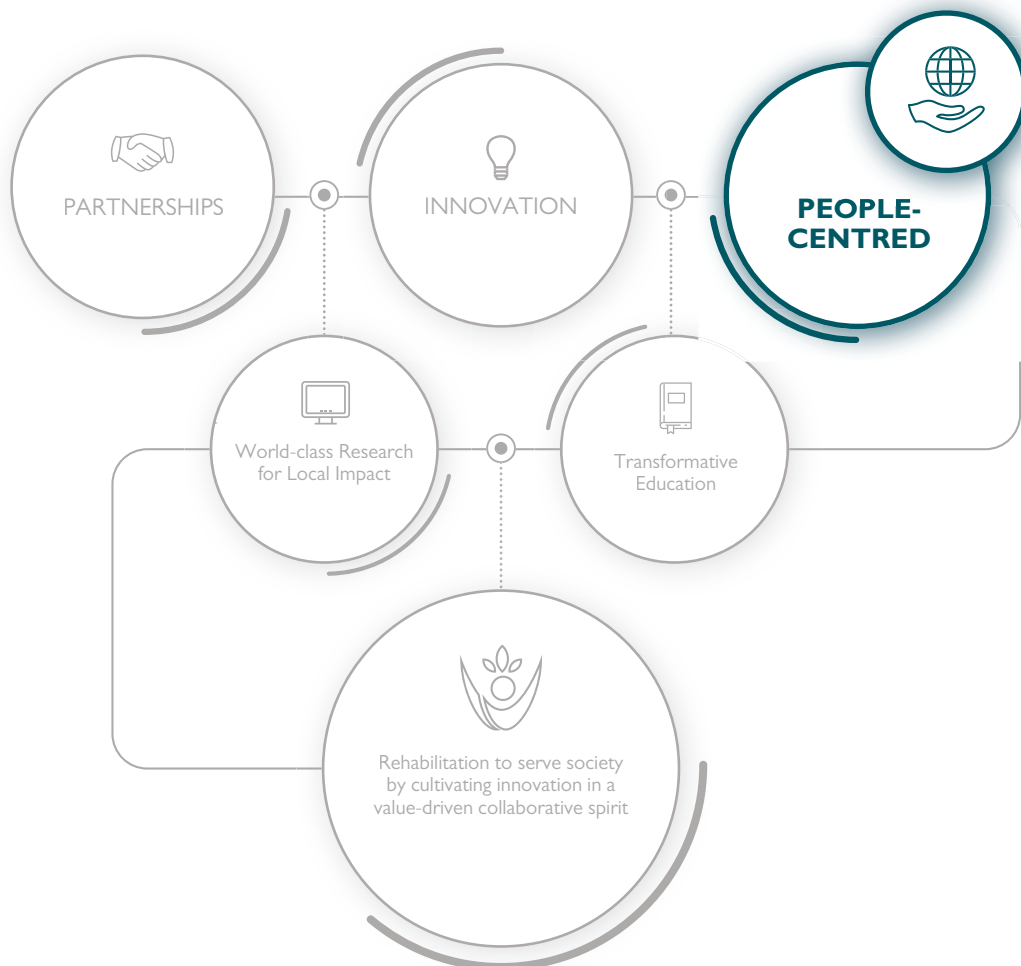 PARTNERSHIPS
INNOVATION
PEOPLE-
CENTRED
World-class Research
for Local Impact
Transformative
Education
Rehabilitation to serve society
by cultivating innovation in a
value-driven collaborative spirit